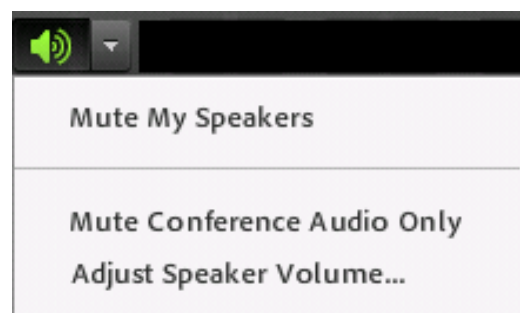 Mute My Speakers
Mute Conference Audio Only
Adjust Speaker Volume...